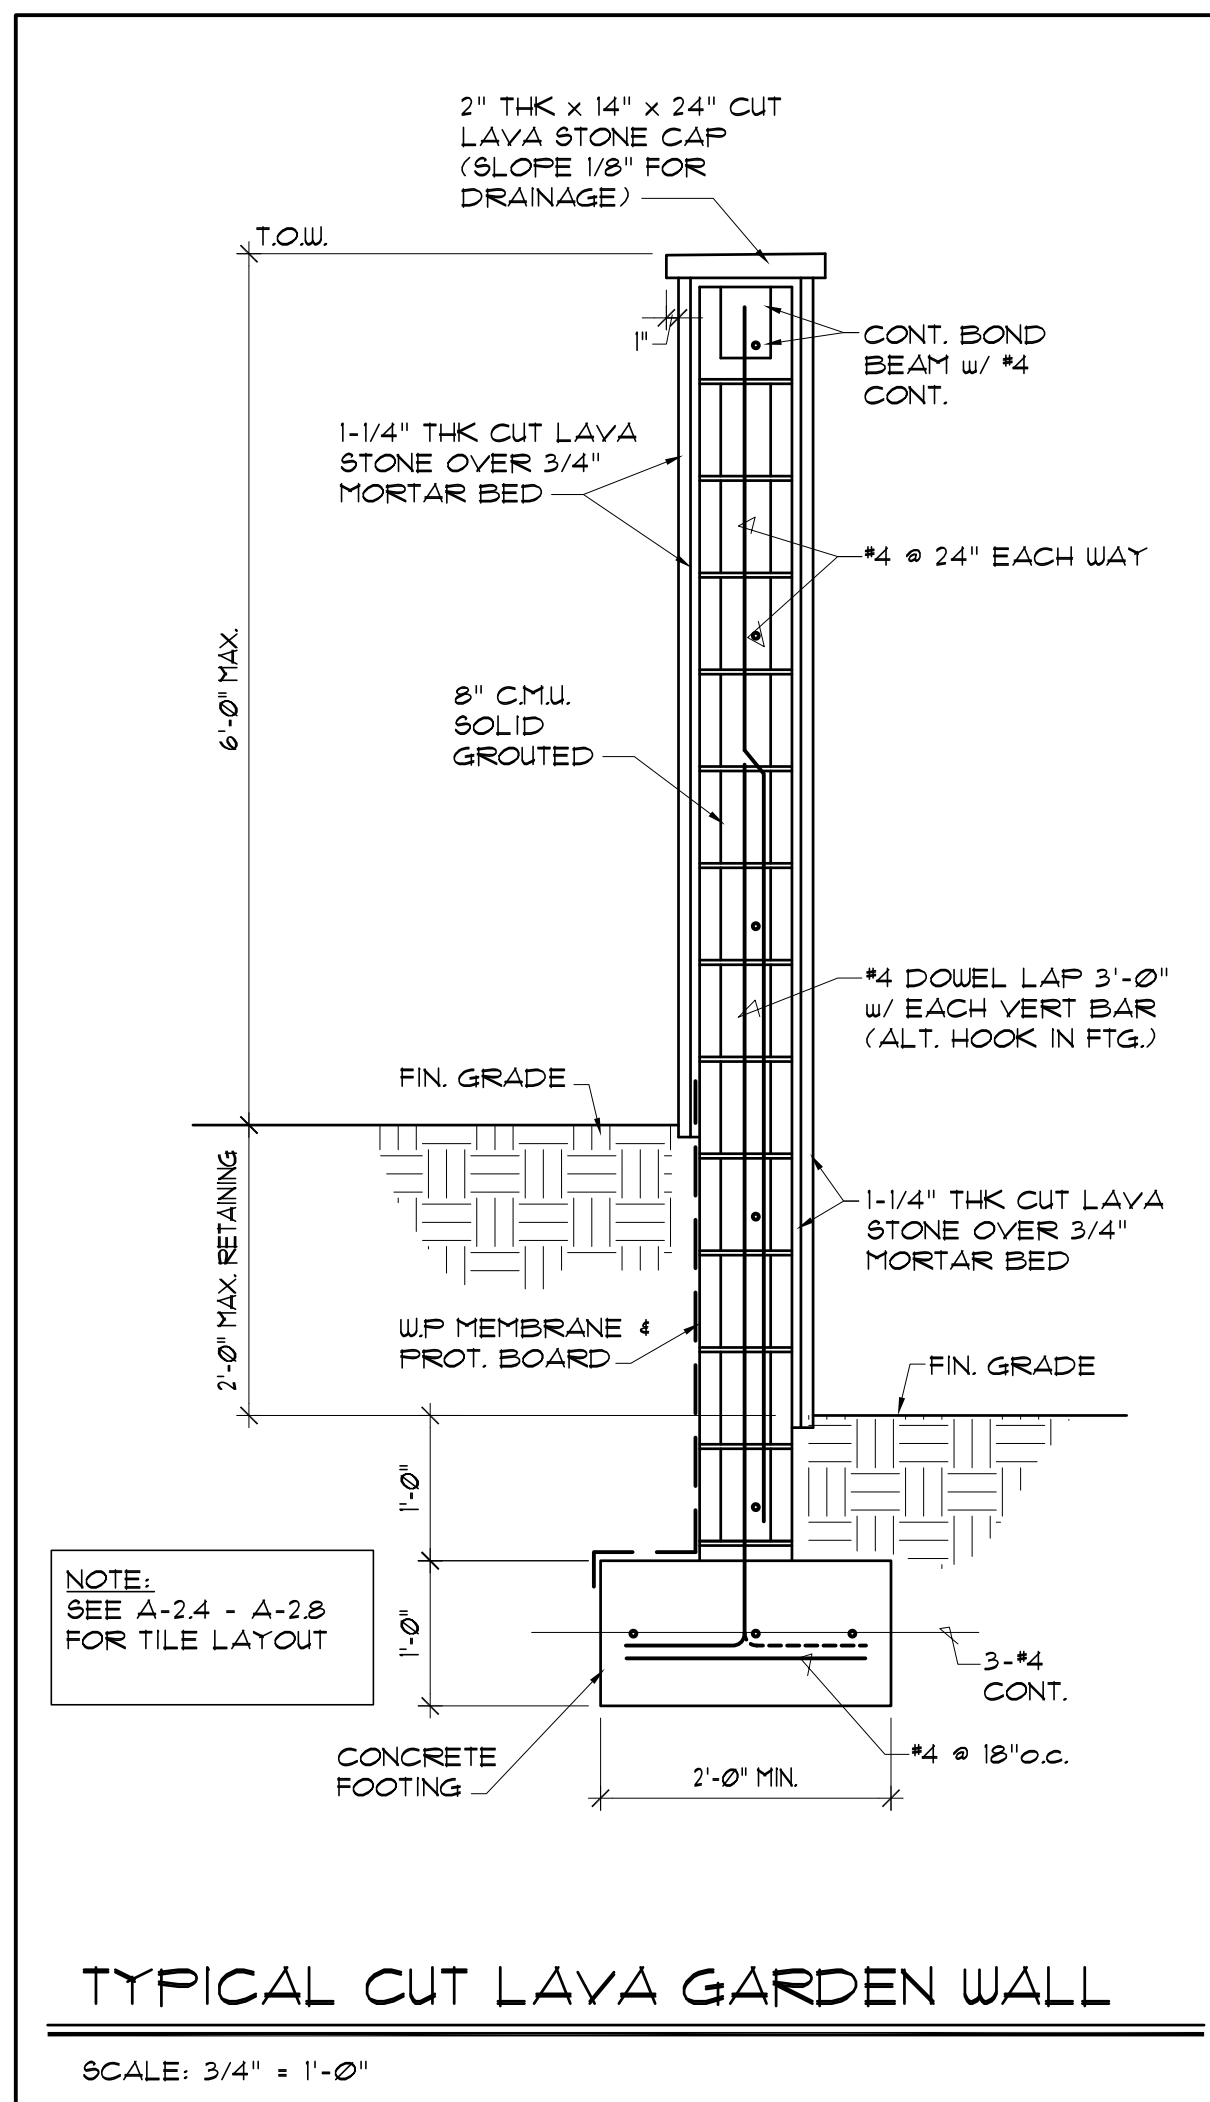 2" THK x 14" x 24" CUT
LAVA STONE CAP
(SLOPE 1/8" FOR
DRAINAGE)
T.O.W.
1"
CONT. BOND
BEAM w/ #4
CONT.
1-1/4" THK CUT LAVA
STONE OVER 3/4"
MORTAR BED
#4 @ 24" EACH WAY
6'-0" MAX.
8" C.M.U.
SOLID
GROUTED
#4 DOWEL LAP 3'-0"
w/ EACH VERT BAR
(ALT. HOOK IN FTG.)
FIN. GRADE
2'-0" MAX. RETAINING
1-1/4" THK CUT LAVA
STONE OVER 3/4"
MORTAR BED
W.P MEMBRANE &
PROT. BOARD
FIN. GRADE
1'-0"
NOTE:
SEE A-2.4 - A-2.8
FOR TILE LAYOUT
1'-0"
3-#4
CONT.
CONCRETE
FOOTING
#4 @ 18"o.c.
2'-0" MIN.
TYPICAL CUT LAVA GARDEN WALL
SCALE: 3/4" = 1'-0"